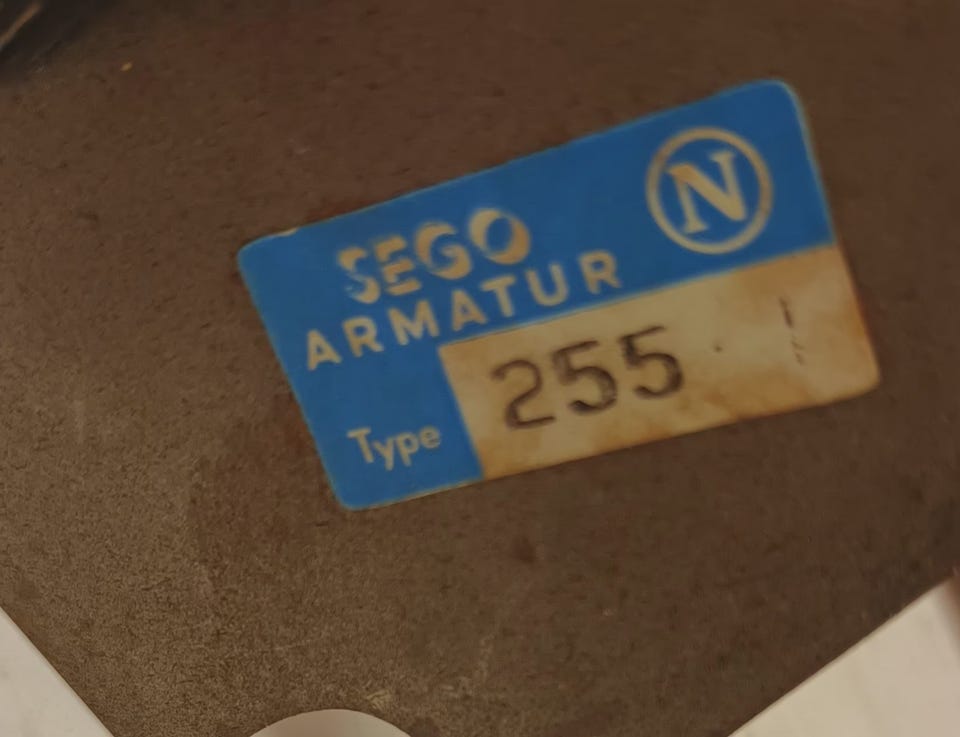 N
SEGO
ARMATUR
Type 255